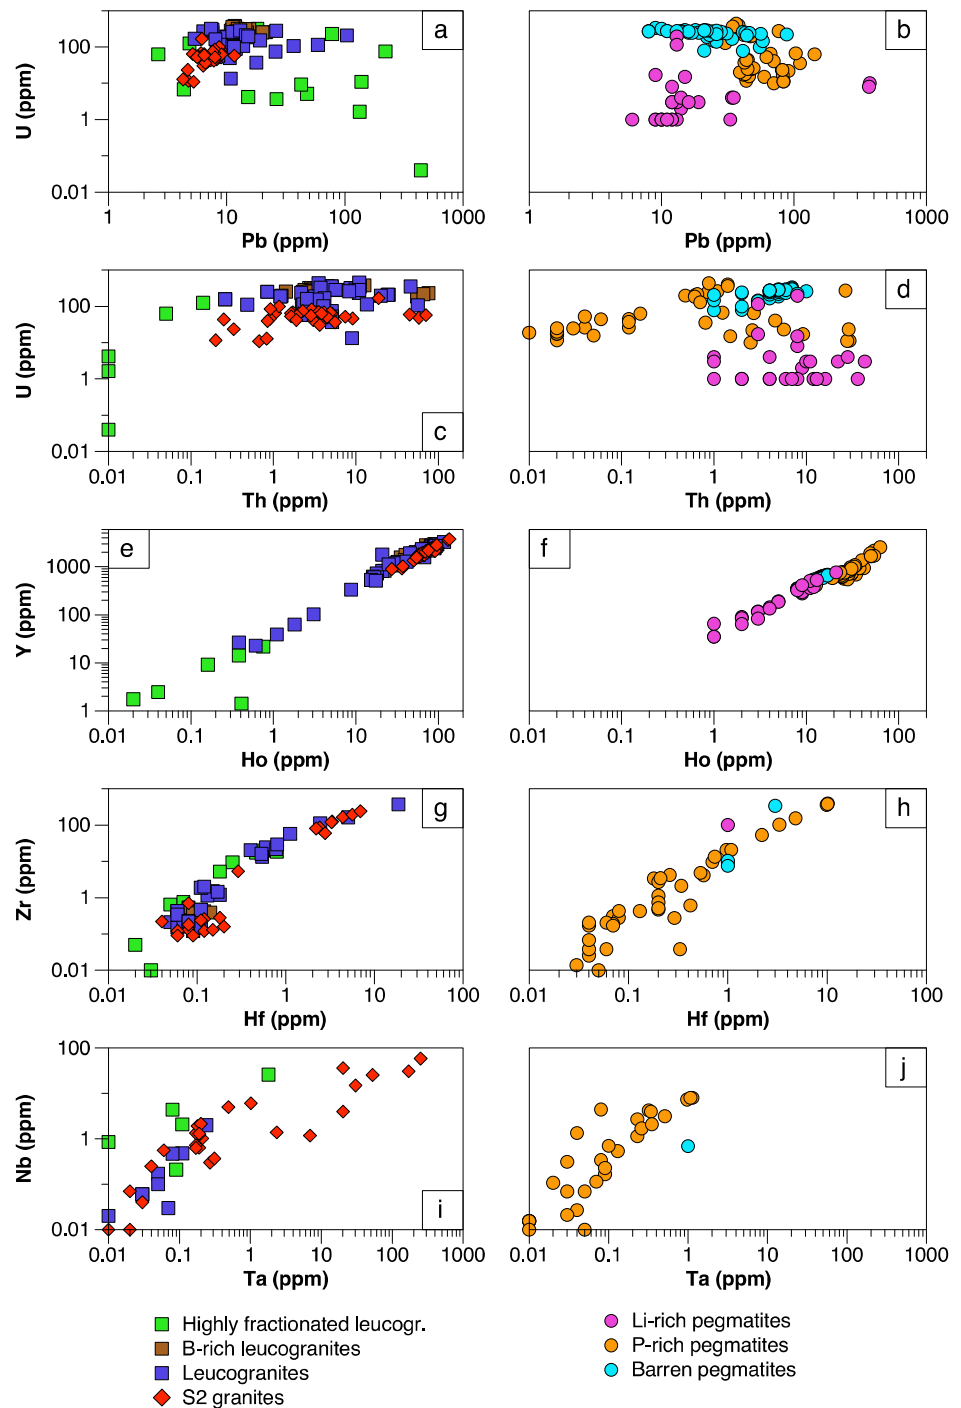 a
100
1
0.01
U (ppm)
1 10 100 1000
Pb (ppm)
b
1 10 100 1000
Pb (ppm)
c
100
1
0.01
U (ppm)
0.01 0.1 1 10 100
Th (ppm)
d
0.01 0.1 1 10 100
Th (ppm)
e
1000
100
10
1
Y (ppm)
0.01 0.1 1 10 100
Ho (ppm)
f
0.01 0.1 1 10 100
Ho (ppm)
g
100
1
0.01
Zr (ppm)
0.01 0.1 1 10 100
Hf (ppm)
h
0.1 1 10 100
Hf (ppm)
i
100
1
0.01
Nb (ppm)
0.01 0.1 1 10 100 1000
Ta (ppm)
j
0.01 0.1 1 10 100 1000
Ta (ppm)
Highly fractionated leucogr.
B-rich leucogranites
Leucogranites
S2 granites
Li-rich pegmatites
P-rich pegmatites
Barren pegmatites